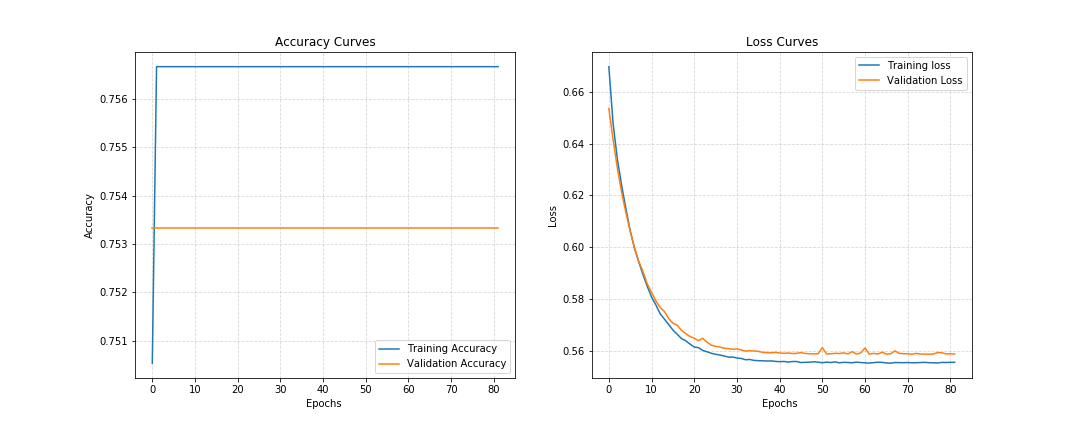 Accuracy Curves
Accuracy
0.756
0.755
0.754
0.753
0.752
0.751
0 10 20 30 40 50 60 70 80
Epochs
Training Accuracy
Validation Accuracy
Loss Curves
Loss
0.66
0.64
0.62
0.60
0.58
0.56
0 10 20 30 40 50 60 70 80
Epochs
Training loss
Validation Loss